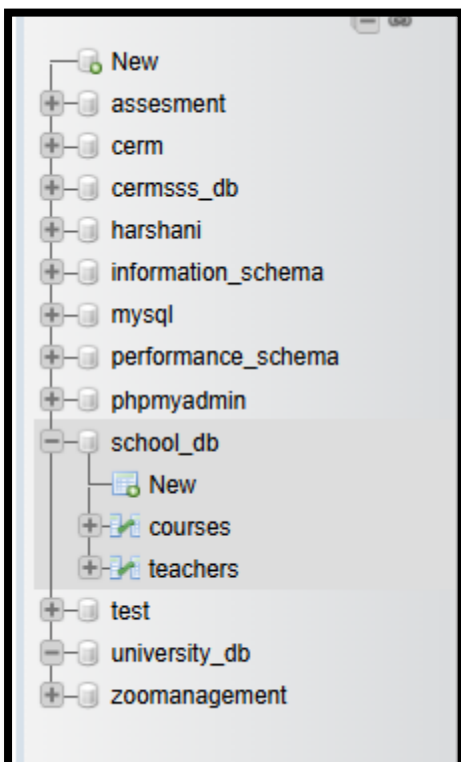 New
assesment
cerm
cermsss_db
harshani
information_schema
mysql
performance_schema
phpmyadmin
school_db
New
courses
teachers
test
university_db
zoomanagement